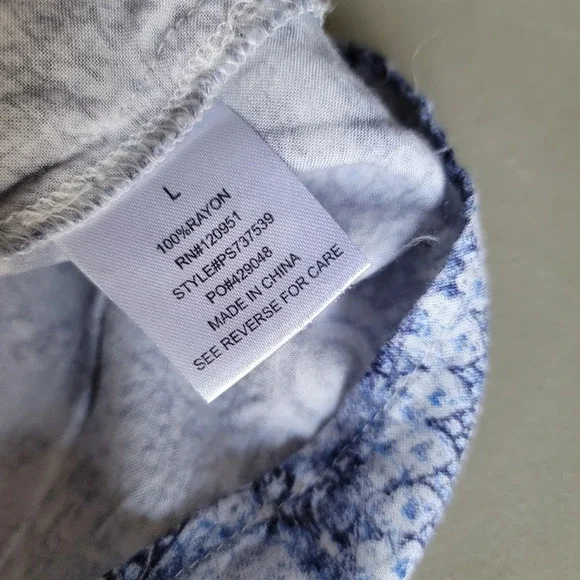 L
100%RAYON
RN#120951
STYLE#PS737539
PO#429048
MADE IN CHINA
SEE REVERSE FOR CARE